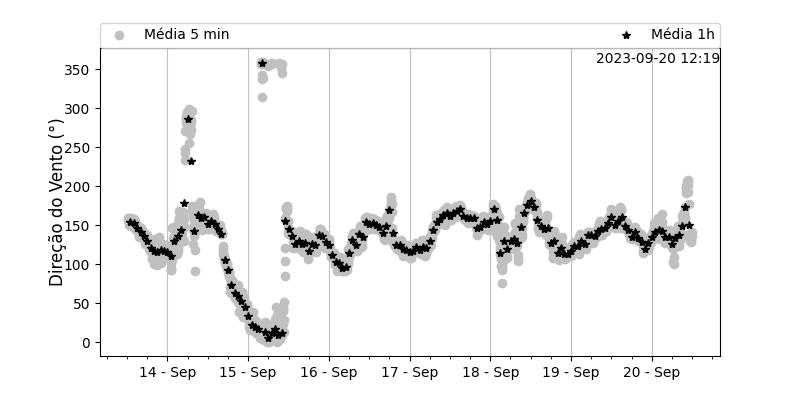 Média 5 min
Média 1h
2023-09-20 12:19
Direção do Vento (°)
350
300
250
200
150
100
50
0
14 - Sep
15 - Sep
16 - Sep
17 - Sep
18 - Sep
19 - Sep
20 - Sep